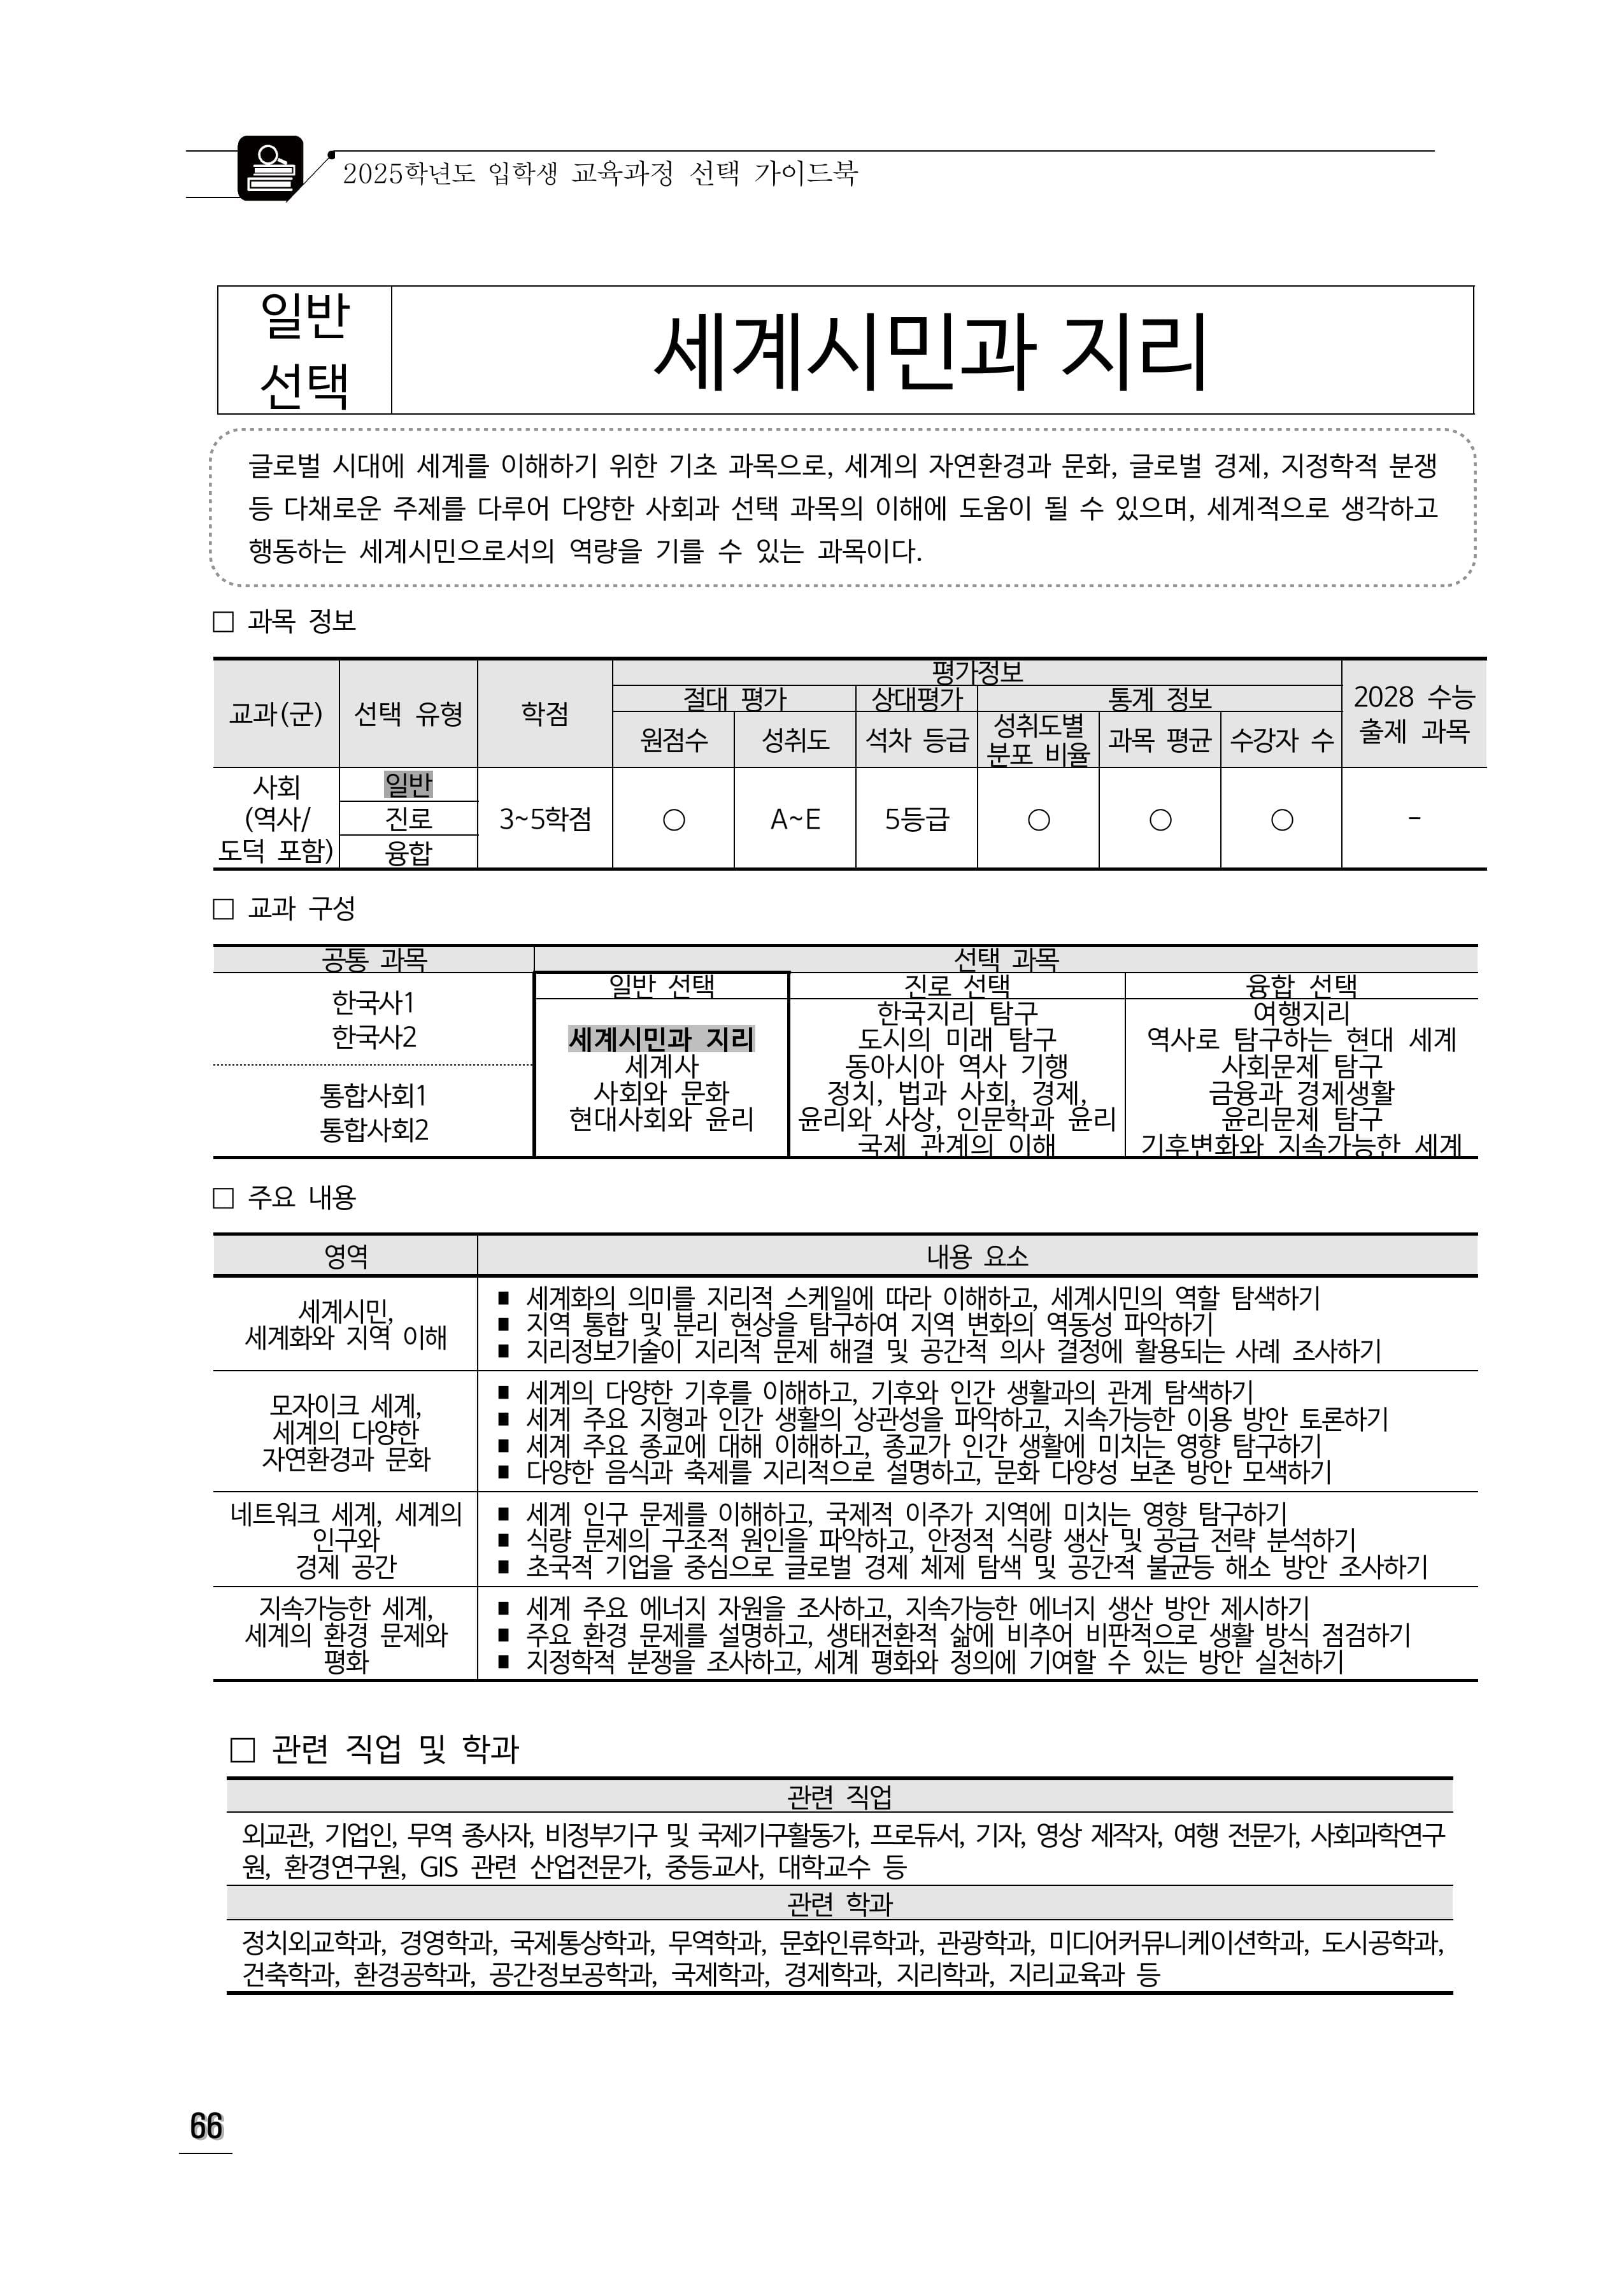 2025학년도 입학생 교육과정 선택 가이드북
일반
선택
세계시민과 지리
글로벌 시대에 세계를 이해하기 위한 기초 과목으로, 세계의 자연환경과 문화, 글로벌 경제, 지정학적 분쟁
등 다채로운 주제를 다루어 다양한 사회과 선택 과목의 이해에 도움이 될 수 있으며, 세계적으로 생각하고
행동하는 세계시민으로서의 역량을 기를 수 있는 과목이다.
□ 과목 정보
평가정보
교과(군) 선택 유형 학점 절대 평가 상대평가 통계 정보 2028 수능
출제 과목
원점수 성취도 석차 등급 성취도별
분포 비율 과목 평균 수강자 수
사회
(역사/
도덕 포함)
일반
진로
융합
3~5학점 ○ A~E 5등급 ○ ○ ○ -
□ 교과 구성
공통 과목 선택 과목
일반 선택 진로 선택 융합 선택
한국사1
한국사2
통합사회1
통합사회2
세계시민과 지리
세계사
사회와 문화
현대사회와 윤리
한국지리 탐구
도시의 미래 탐구
동아시아 역사 기행
정치, 법과 사회, 경제,
윤리와 사상, 인문학과 윤리
국제 관계의 이해
여행지리
역사로 탐구하는 현대 세계
사회문제 탐구
금융과 경제생활
윤리문제 탐구
기후변화와 지속가능한 세계
□ 주요 내용
영역 내용 요소
세계시민,
세계화와 지역 이해
■ 세계화의 의미를 지리적 스케일에 따라 이해하고, 세계시민의 역할 탐색하기
■ 지역 통합 및 분리 현상을 탐구하여 지역 변화의 역동성 파악하기
■ 지리정보기술이 지리적 문제 해결 및 공간적 의사 결정에 활용되는 사례 조사하기
모자이크 세계,
세계의 다양한
자연환경과 문화
■ 세계의 다양한 기후를 이해하고, 기후와 인간 생활과의 관계 탐색하기
■ 세계 주요 지형과 인간 생활의 상관성을 파악하고, 지속가능한 이용 방안 토론하기
■ 세계 주요 종교에 대해 이해하고, 종교가 인간 생활에 미치는 영향 탐구하기
■ 다양한 음식과 축제를 지리적으로 설명하고, 문화 다양성 보존 방안 모색하기
네트워크 세계, 세계의
인구와
경제 공간
■ 세계 인구 문제를 이해하고, 국제적 이주가 지역에 미치는 영향 탐구하기
■ 식량 문제의 구조적 원인을 파악하고, 안정적 식량 생산 및 공급 전략 분석하기
■ 초국적 기업을 중심으로 글로벌 경제 체제 탐색 및 공간적 불균등 해소 방안 조사하기
지속가능한 세계,
세계의 환경 문제와
평화
■ 세계 주요 에너지 자원을 조사하고, 지속가능한 에너지 생산 방안 제시하기
■ 주요 환경 문제를 설명하고, 생태전환적 삶에 비추어 비판적으로 생활 방식 점검하기
■ 지정학적 분쟁을 조사하고, 세계 평화와 정의에 기여할 수 있는 방안 실천하기
□ 관련 직업 및 학과
관련 직업
외교관, 기업인, 무역 종사자, 비정부기구 및 국제기구활동가, 프로듀서, 기자, 영상 제작자, 여행 전문가, 사회과학연구
원, 환경연구원, GIS 관련 산업전문가, 중등교사, 대학교수 등
관련 학과
정치외교학과, 경영학과, 국제통상학과, 무역학과, 문화인류학과, 관광학과, 미디어커뮤니케이션학과, 도시공학과,
건축학과, 환경공학과, 공간정보공학과, 국제학과, 경제학과, 지리학과, 지리교육과 등
66